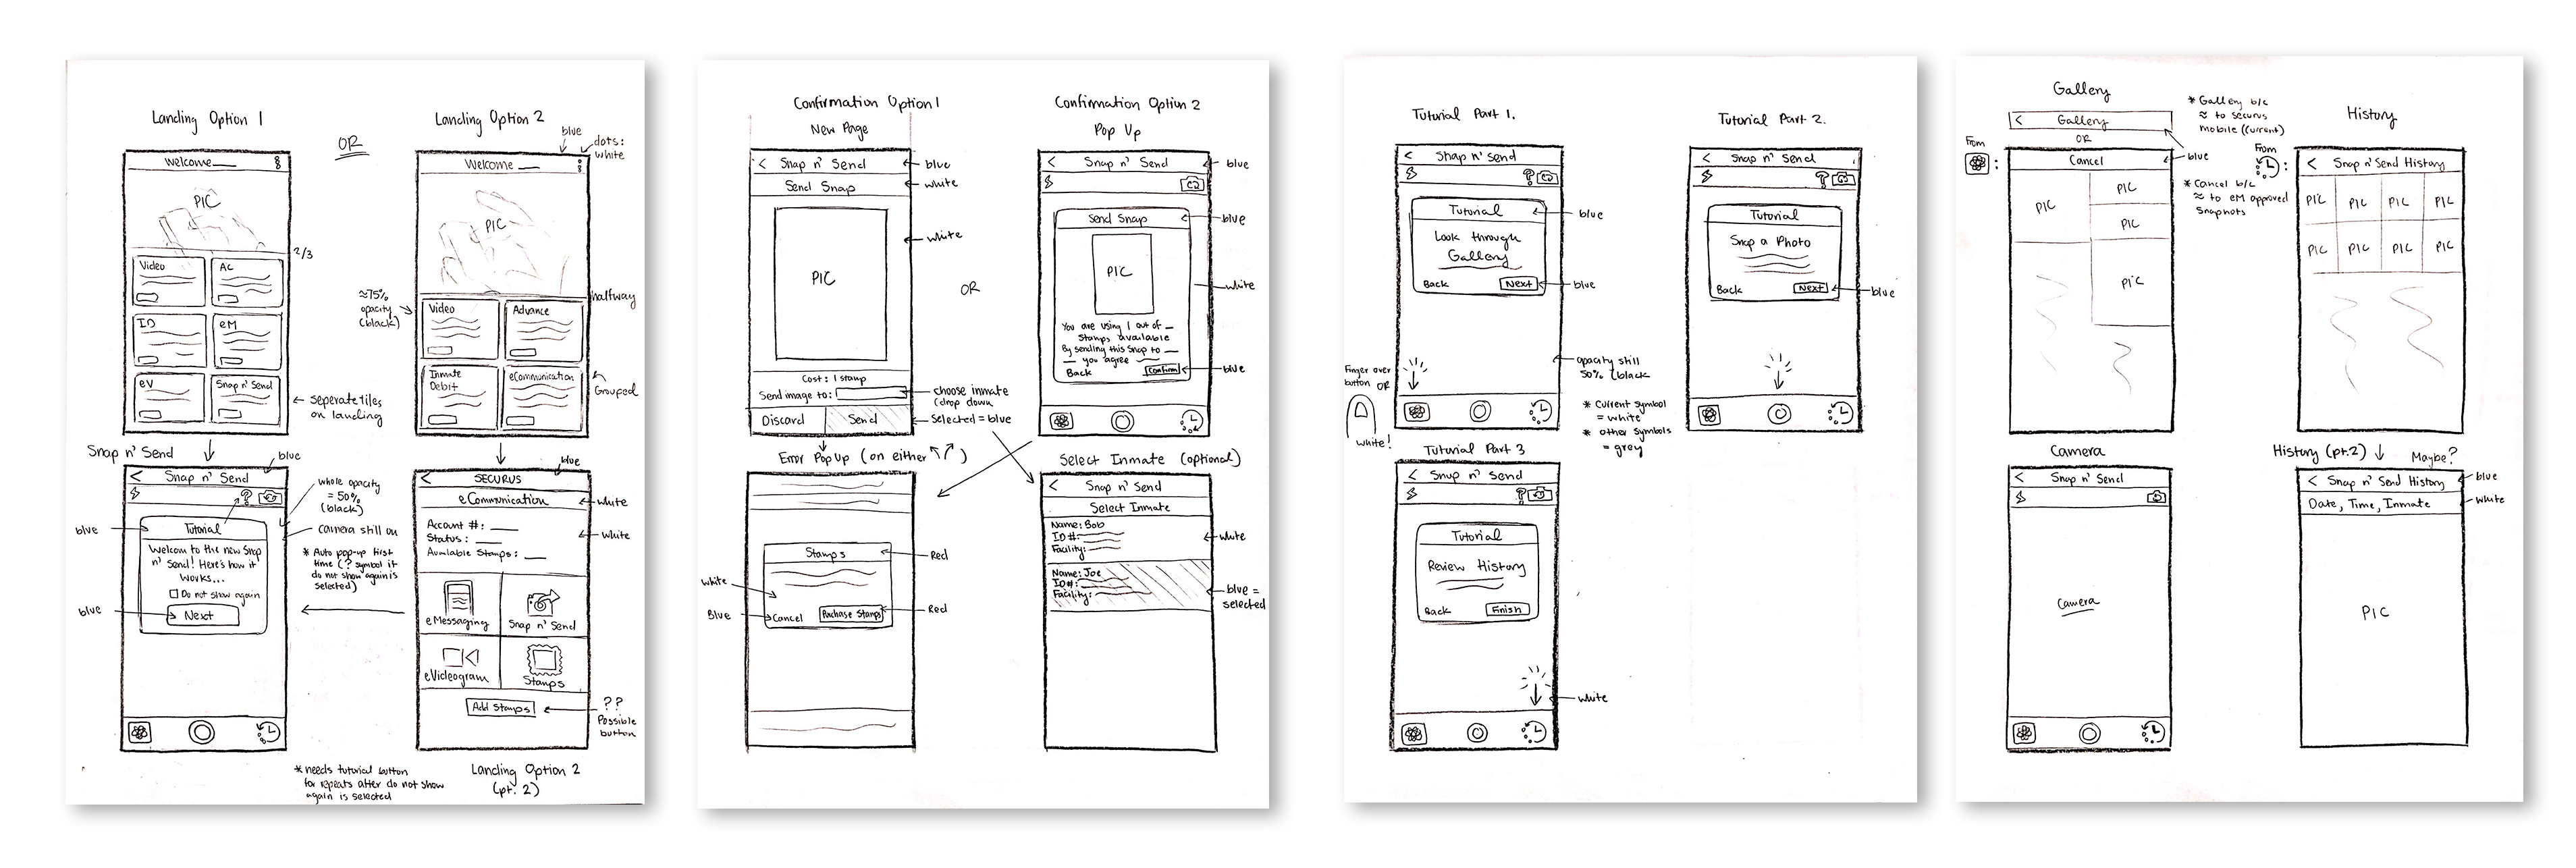 Landing Option 1
OR
Landing Option 2
blue
dots:
white
Welcome ___
PIC
2/3
Video
AC
ID
eM
eV
Snap n' Send
← seperate tiles
on landing
Welcome ___
PIC
halfway
≈75%
opacity
(black)
Video
Advance
Inmate
Debit
eCommunication
Grouped
Snap n' Send
blue
< Snap n' Send
?
Tutorial
Welcom to the new Snap
n' Send! Here's how it
works...
Do not show again
Next
blue
blue
whole opacity
= 50%
(black)
camera still on
* Auto pop-up first
time (? symbol if
do not show again is
selected)
blue
< SECURUS
eCommunication
white
Account #: ___
Status: ___
Available Stamps: ___
white
eMessaging
Snap n' Send
eVideogram
Stamps
Add Stamps
??
Possible
button
* needs tutorial button
for repeats after do not show
again is selected
Landing Option 2
(pt. 2)
Confirmation Option 1
New Page
< Snap n' Send
blue
Send Snap
white
PIC
white
Cost: 1 stamp
Send image to:
choose inmate
(drop down
Discard
Send
Selected = blue
OR
Confirmation Option 2
Pop Up
< Snap n' Send
blue
Send Snap
blue
PIC
white
You are using 1 out of __
Stamps available
By sending this Snap to __
__ you agree ___
Back
Confirm
blue
Error Pop Up (on either ↖ ↗)
Stamps
Red
white
Blue
Cancel
Puchase Stamps
Red
Select Inmate (optional)
< Snap n' Send
Select Inmate
Name: Bob
ID#:
Facility:
white
Name: Joe
ID#:
Facility:
blue =
selected
Tutorial Part 1.
< Snap n' Send
?
Tutorial
blue
Look through
Gallery
Back
Next
blue
Finger over
button OR
white!
opacity still
50% (black
* Current symbol
= white
* other symbols
= grey
Tutorial Part 2.
< Snap n' Send
?
Tutorial
Snap a Photo
Back
Next
blue
Tutorial Part 3
< Snap n' Send
?
Tutorial
Review History
Back
Finish
white
Gallery
< Gallery
OR
From
:
Cancel
blue
PIC
PIC
PIC
PIC
* Gallery b/c
≈ to securus
mobile (current)
* Cancel b/c
≈ to eM approved
Snapshots
History
From
:
< Snap n' Send History
PIC PIC PIC PIC
PIC PIC PIC PIC
Camera
< Snap n' Send
Camera
History (pt.2) ↓ Maybe?
< Snap n' Send History
blue
Date, Time, Inmate
white
PIC